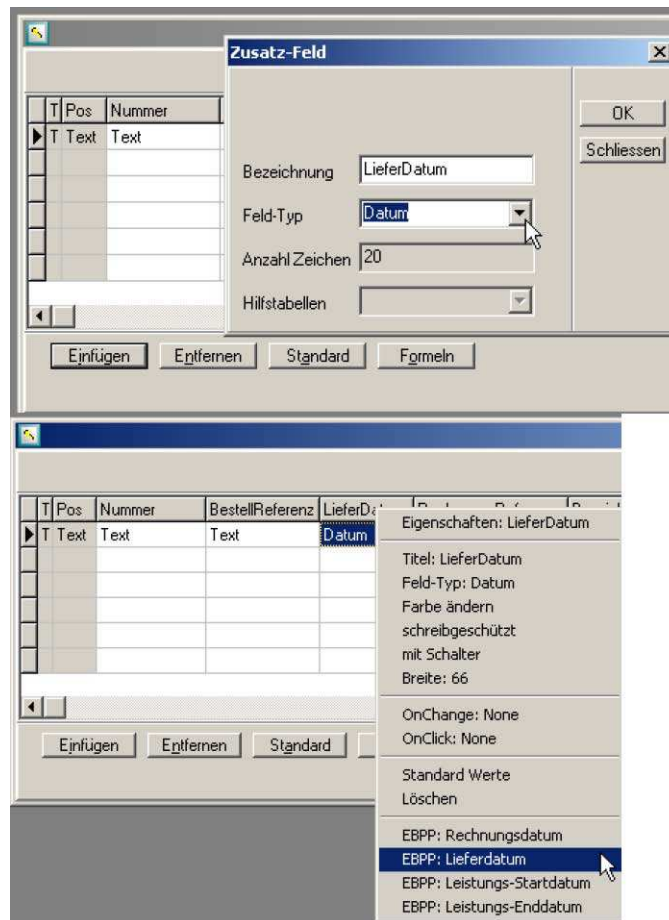 Zusatz-Feld
T Pos Nummer
T Text Text
OK
Schliessen
Bezeichnung LieferDatum
Feld-Typ Datum
Anzahl Zeichen 20
Hilfstabellen
Einfügen Entfernen Standard Formeln
T Pos Nummer BestellReferenz LieferDa
T Text Text Text Datum
Eigenschaften: LieferDatum
Titel: LieferDatum
Feld-Typ: Datum
Farbe ändern
schreibgeschützt
mit Schalter
Breite: 66
OnChange: None
OnClick: None
Standard Werte
Löschen
EBPP: Rechnungsdatum
EBPP: Lieferdatum
EBPP: Leistungs-Startdatum
EBPP: Leistungs-Enddatum
Einfügen Entfernen Standard